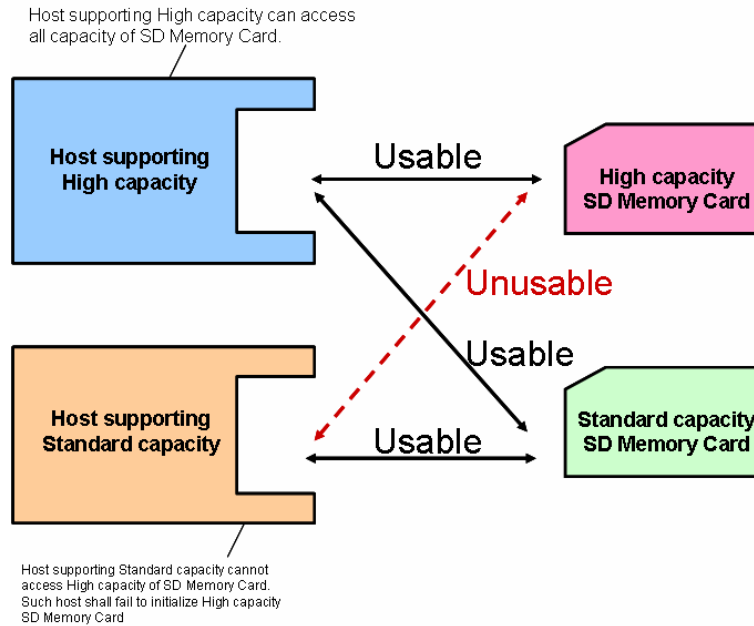 Host supporting High capacity can access
all capacity of SD Memory Card.
Host supporting
High capacity
Usable
High capacity
SD Memory Card
Unusable
Usable
Host supporting
Standard capacity
Usable
Standard capacity
SD Memory Card
Host supporting Standard capacity cannot
access High capacity of SD Memory Card.
Such host shall fail to initialize High capacity
SD Memory Card